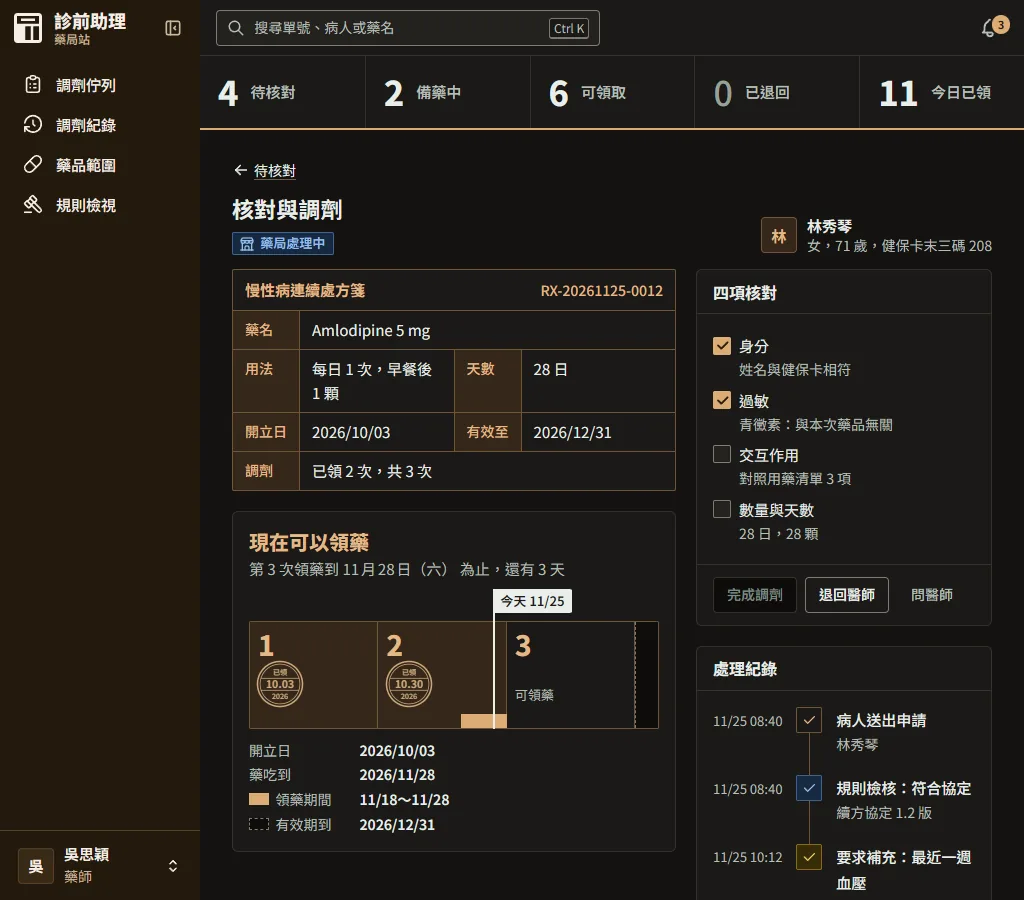 診前助理
藥局站
調劑佇列
調劑紀錄
藥品範圍
規則檢視
吳
吳思穎
藥師
搜尋單號、病人或藥名
Ctrl K
3
4 待核對
2 備藥中
6 可領取
0 已退回
11 今日已領
← 待核對
核對與調劑
藥局處理中
林
林秀琴
女，71 歲，健保卡末三碼 208
慢性病連續處方箋 RX-20261125-0012
藥名 Amlodipine 5 mg
用法 每日 1 次，早餐後
1 顆
天數 28 日
開立日 2026/10/03 有效至 2026/12/31
調劑 已領 2 次，共 3 次
現在可以領藥
第 3 次領藥到 11月28日（六） 為止，還有 3 天
今天 11/25
1
已領
10.03
2026
2
已領
10.30
2026
3
可領藥
開立日 2026/10/03
藥吃到 2026/11/28
領藥期間 11/18～11/28
有效期到 2026/12/31
四項核對
身分
姓名與健保卡相符
過敏
青黴素：與本次藥品無關
交互作用
對照用藥清單 3 項
數量與天數
28 日，28 顆
完成調劑 退回醫師 問醫師
處理紀錄
11/25 08:40 病人送出申請
林秀琴
11/25 08:40 規則檢核：符合協定
續方協定 1.2 版
11/25 10:12 要求補充：最近一週
血壓